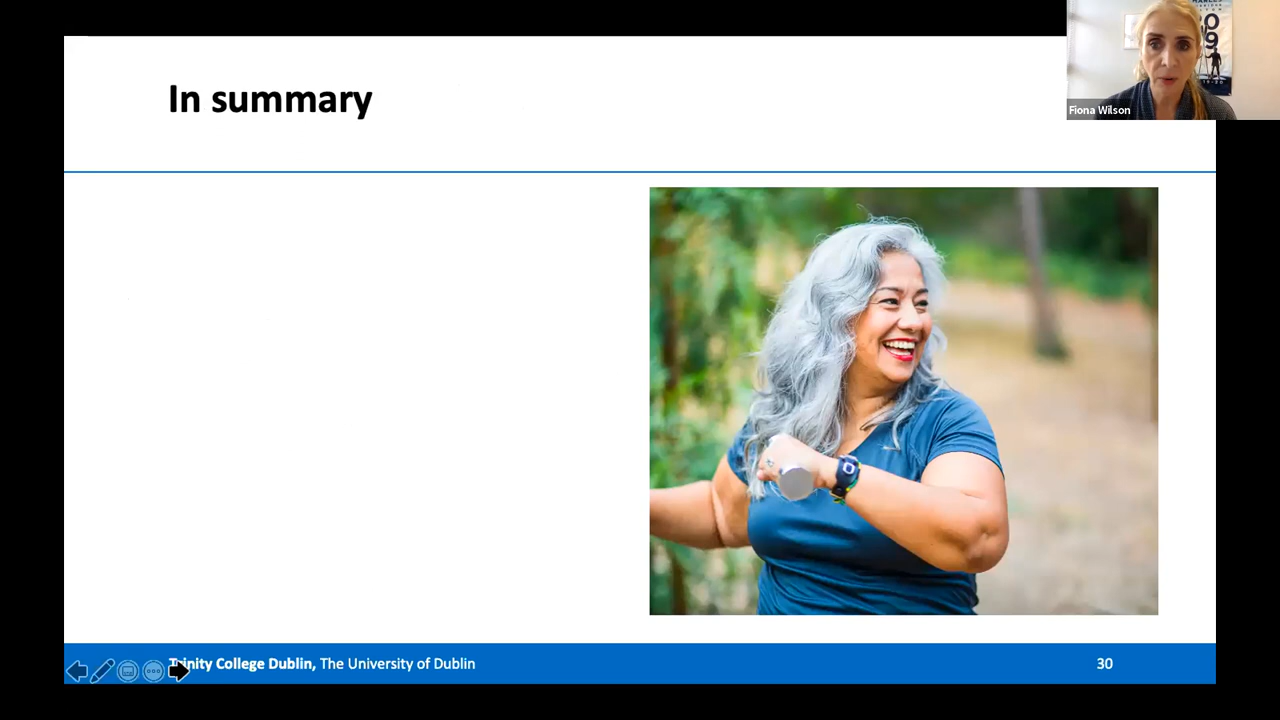 In summary
Fiona Wilson
Trinity College Dublin, The University of Dublin
30